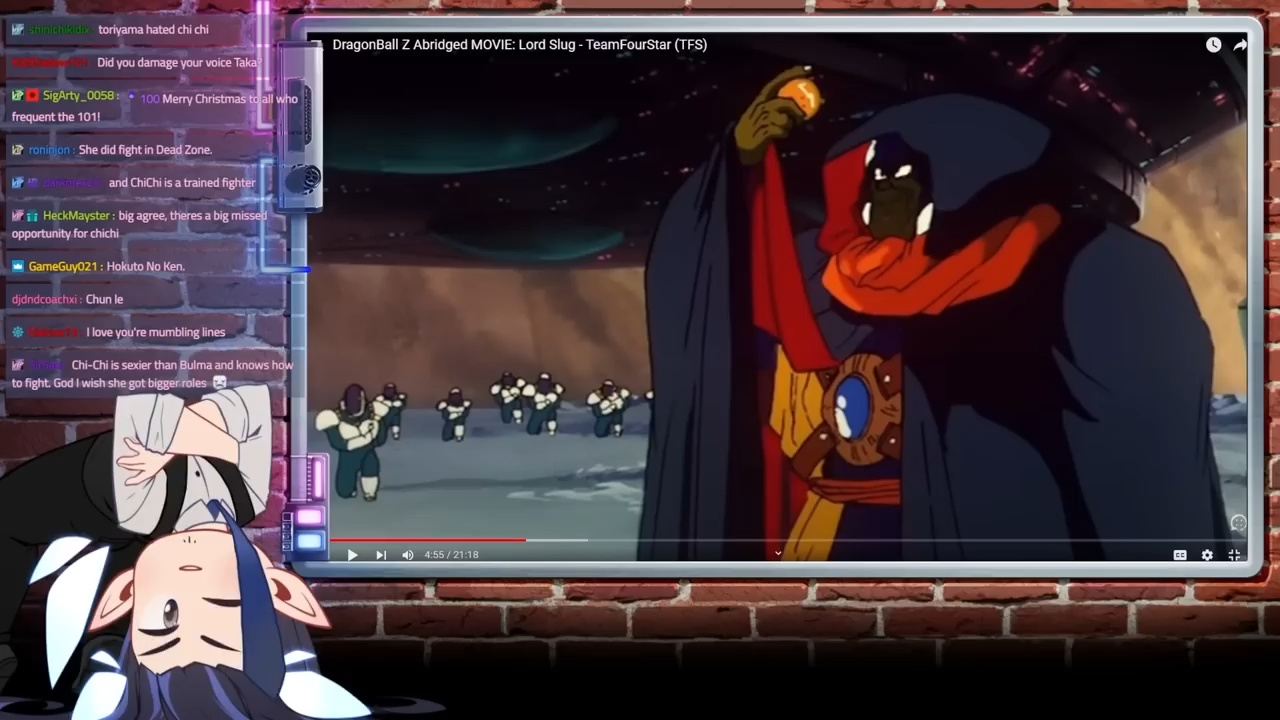 toriyama hated chi chi
Did you damage your voice Taka?
SigArty_0058 : 100 Merry Christmas to all who
frequent the 101!
roninion: She did fight in Dead Zone.
and ChiChi is a trained fighter
HeckMayster : big agree, theres a big missed
opportunity for chichi
GameGuy021 : Hokuto No Ken.
djdndcoachxi : Chun le
I love you're mumbling lines
Chi-Chi is sexier than Bulma and knows how
to fight. God I wish she got bigger roles
DragonBall Z Abridged MOVIE: Lord Slug - TeamFourStar (TFS)
4:55 / 21:18
CC